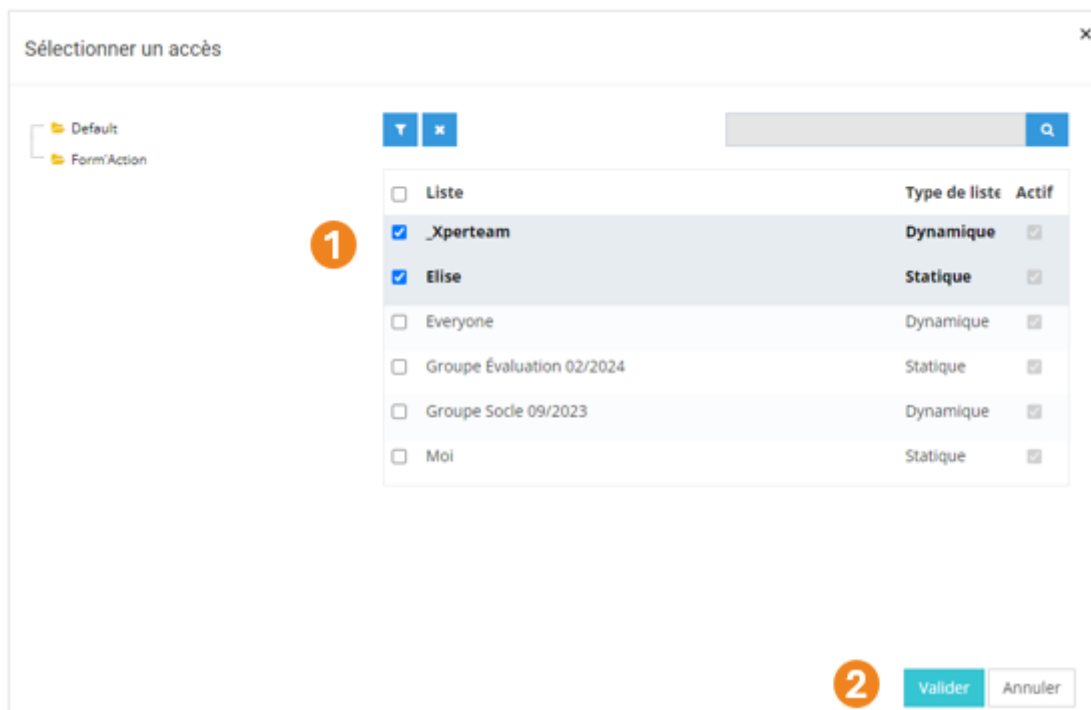 Sélectionner un accès
Default
Form'Action
Liste Type de liste Actif
1
_Xperteam Dynamique
Elise Statique
Everyone Dynamique
Groupe Évaluation 02/2024 Statique
Groupe Socle 09/2023 Dynamique
Moi Statique
2 Valider Annuler